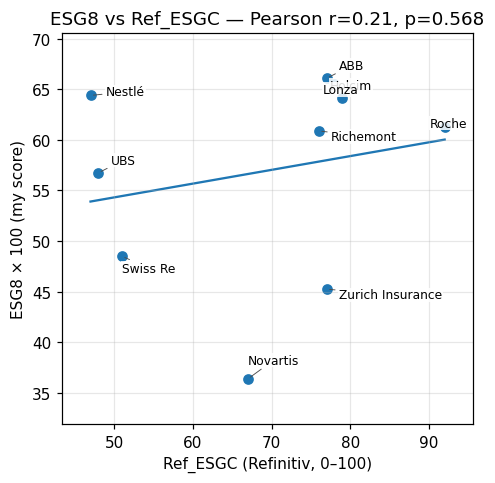 ESG8 vs Ref_ESGC — Pearson r=0.21, p=0.568
70
65
60
55
50
45
40
35
ESG8 × 100 (my score)
ABB
Lonza
Nestlé
Roche
Richemont
UBS
Swiss Re
Zurich Insurance
Novartis
50
60
70
80
90
Ref_ESGC (Refinitiv, 0–100)